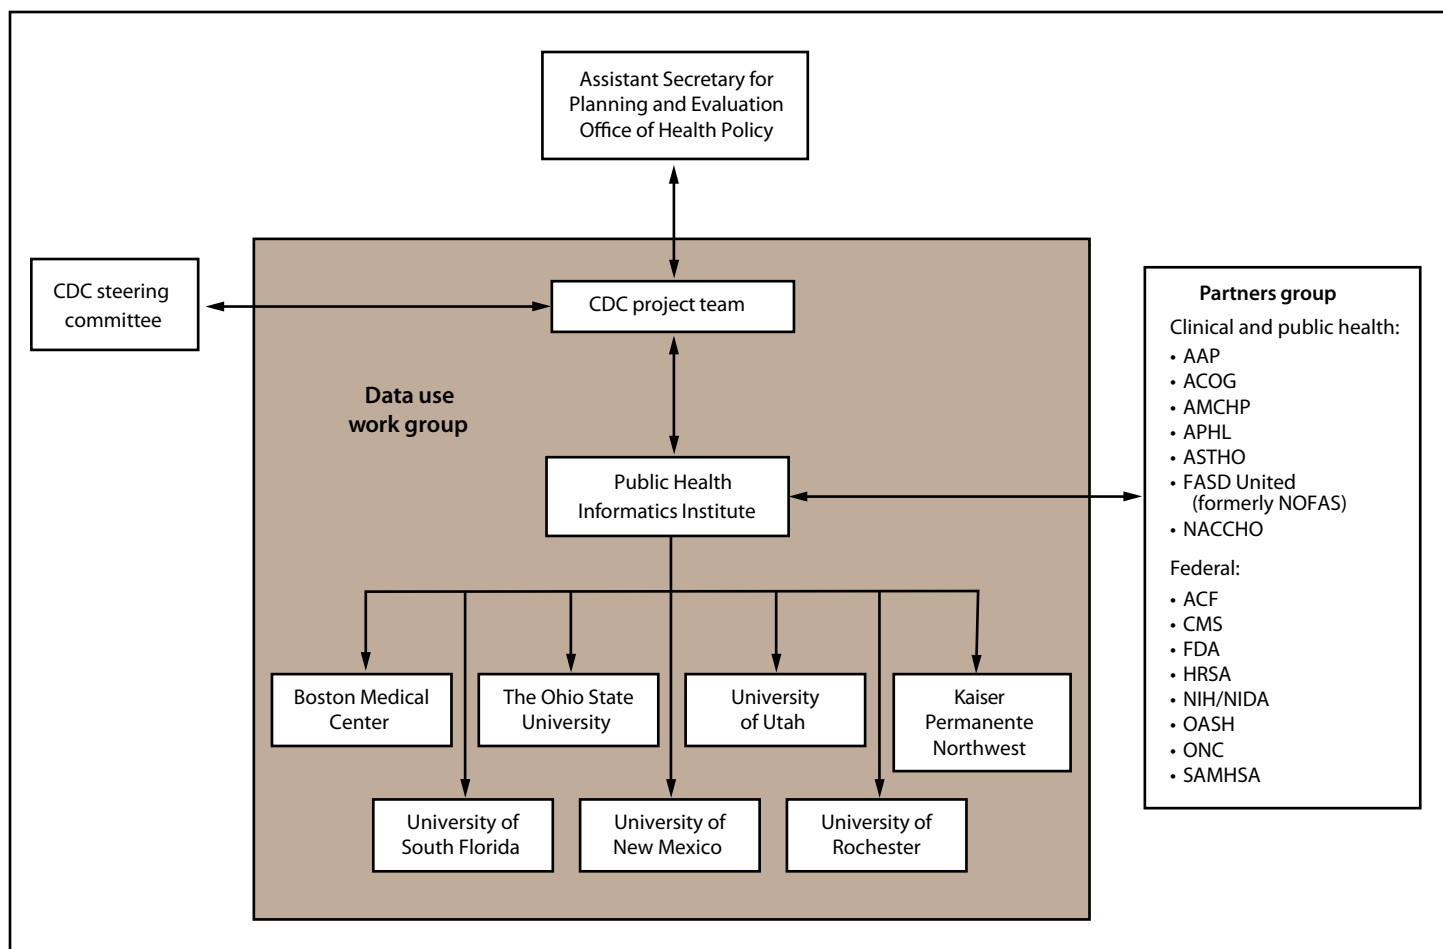 Assistant Secretary for
Planning and Evaluation
Office of Health Policy
CDC steering
committee
CDC project team
Data use
work group
Public Health
Informatics Institute
Boston Medical
Center
The Ohio State
University
University
of Utah
Kaiser
Permanente
Northwest
University of
South Florida
University of
New Mexico
University of
Rochester
Partners group
Clinical and public health:
• AAP
• ACOG
• AMCHP
• APHL
• ASTHO
• FASD United
(formerly NOFAS)
• NACCHO
Federal:
• ACF
• CMS
• FDA
• HRSA
• NIH/NIDA
• OASH
• ONC
• SAMHSA